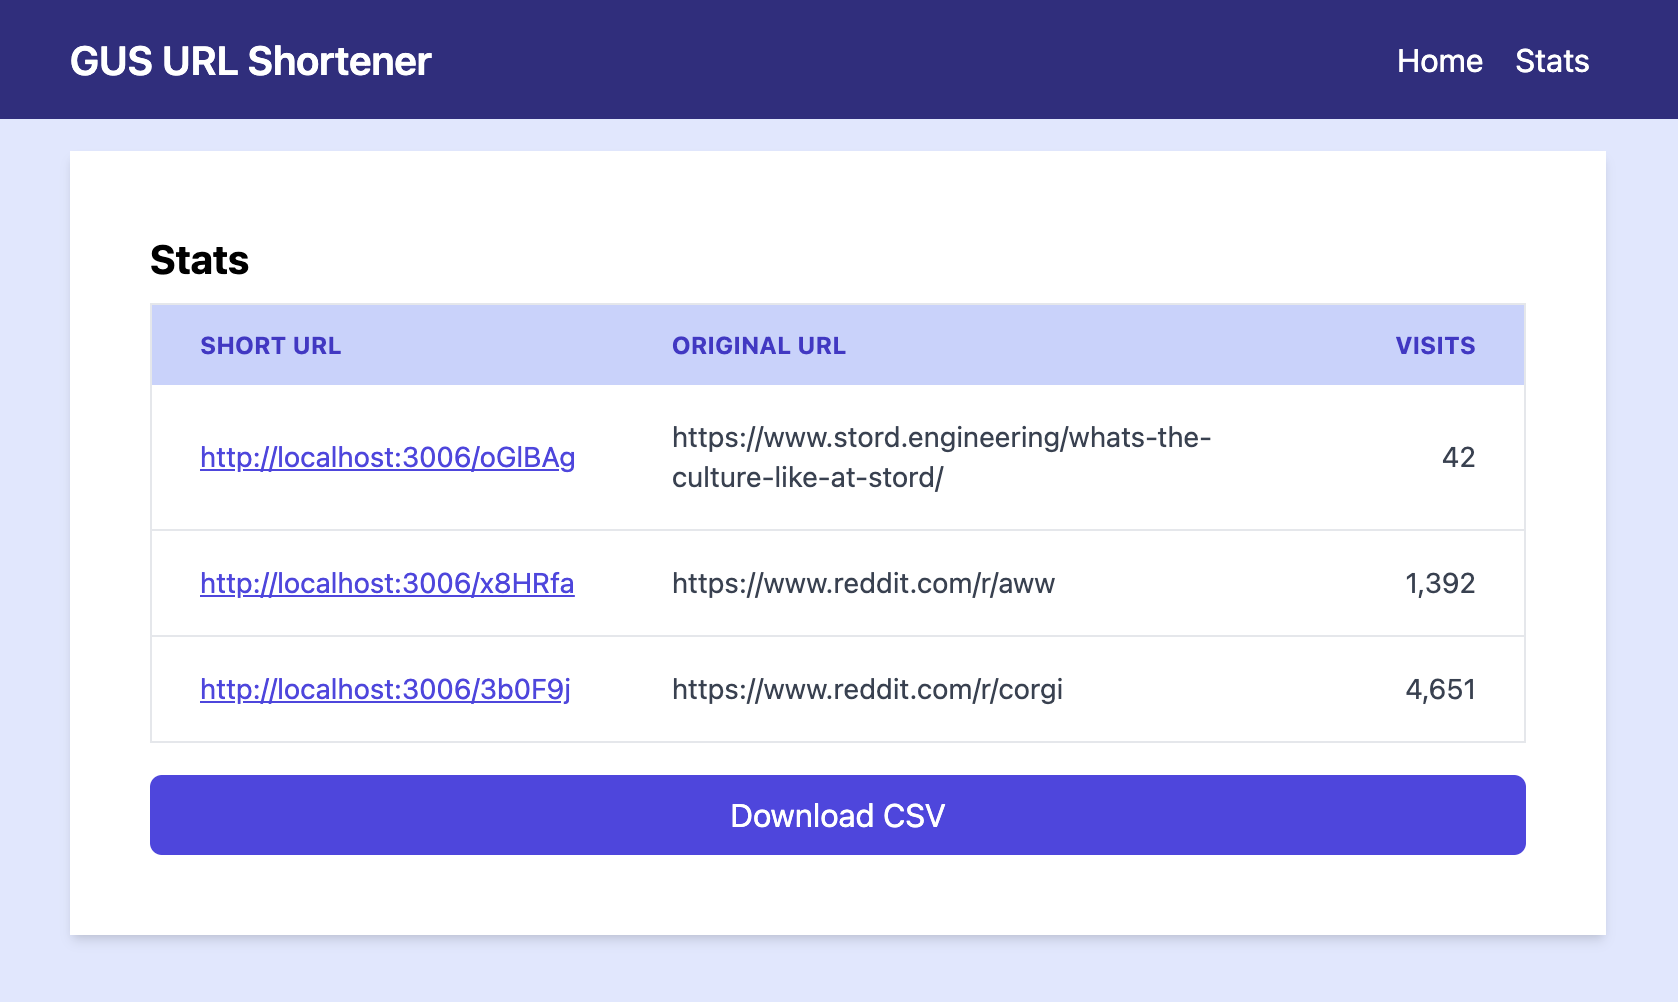 GUS URL Shortener
Home Stats
Stats
SHORT URL ORIGINAL URL VISITS
http://localhost:3006/oGlBAg https://www.stord.engineering/whats-the-
culture-like-at-stord/ 42
http://localhost:3006/x8HRfa https://www.reddit.com/r/aww 1,392
http://localhost:3006/3b0F9j https://www.reddit.com/r/corgi 4,651
Download CSV